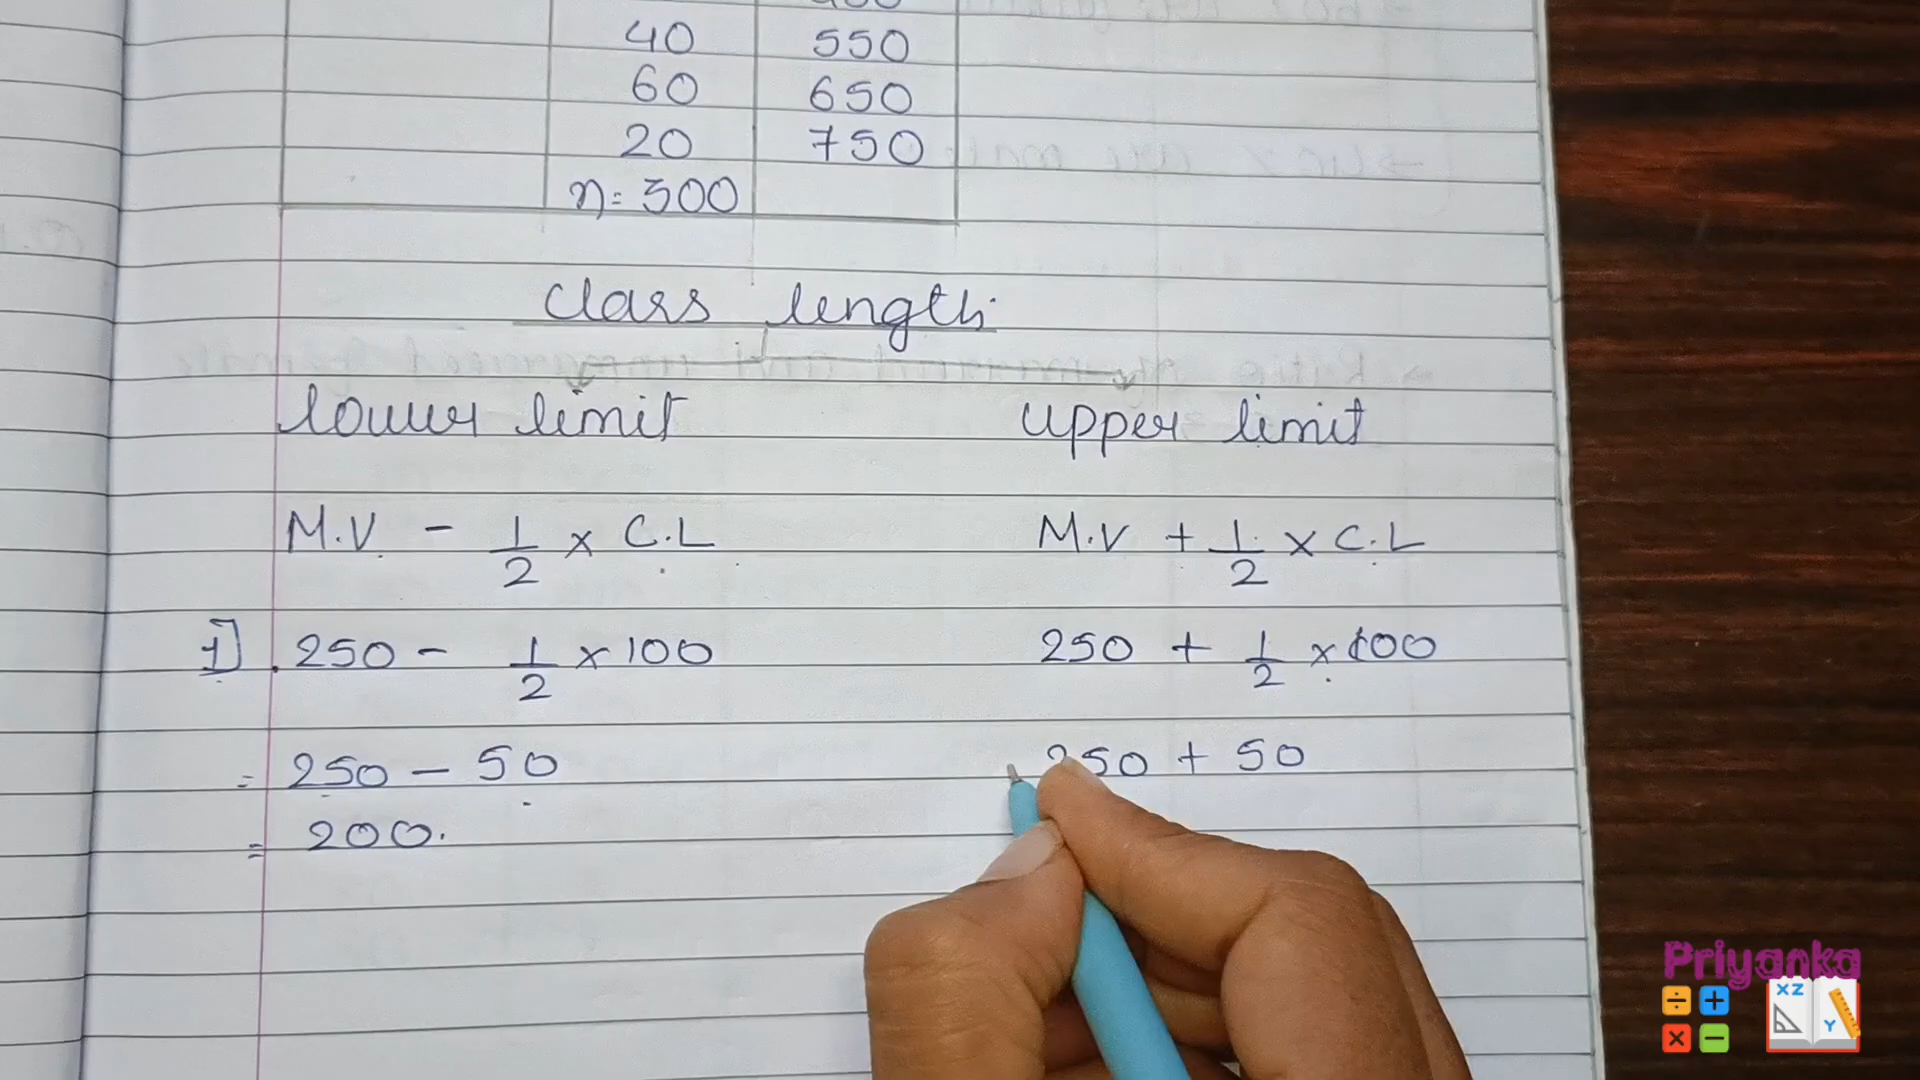 40 550
60 650
20 750
n = 300
Class length
lower limit upper limit
M.V - 1/2 x C.L M.V + 1/2 x C.L
1] 250 - 1/2 x 100 250 + 1/2 x 100
= 250 - 50 250 + 50
= 200.
Priyanka
XZ
Y